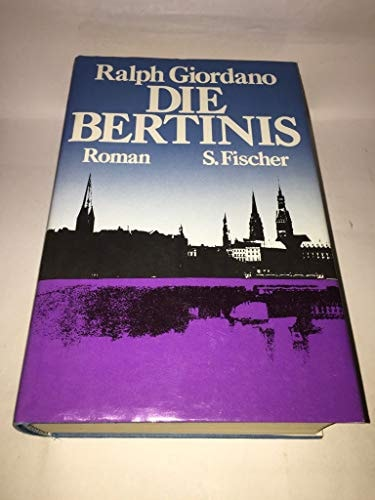 Ralph Giordano
DIE
BERTINIS
Roman S. Fischer